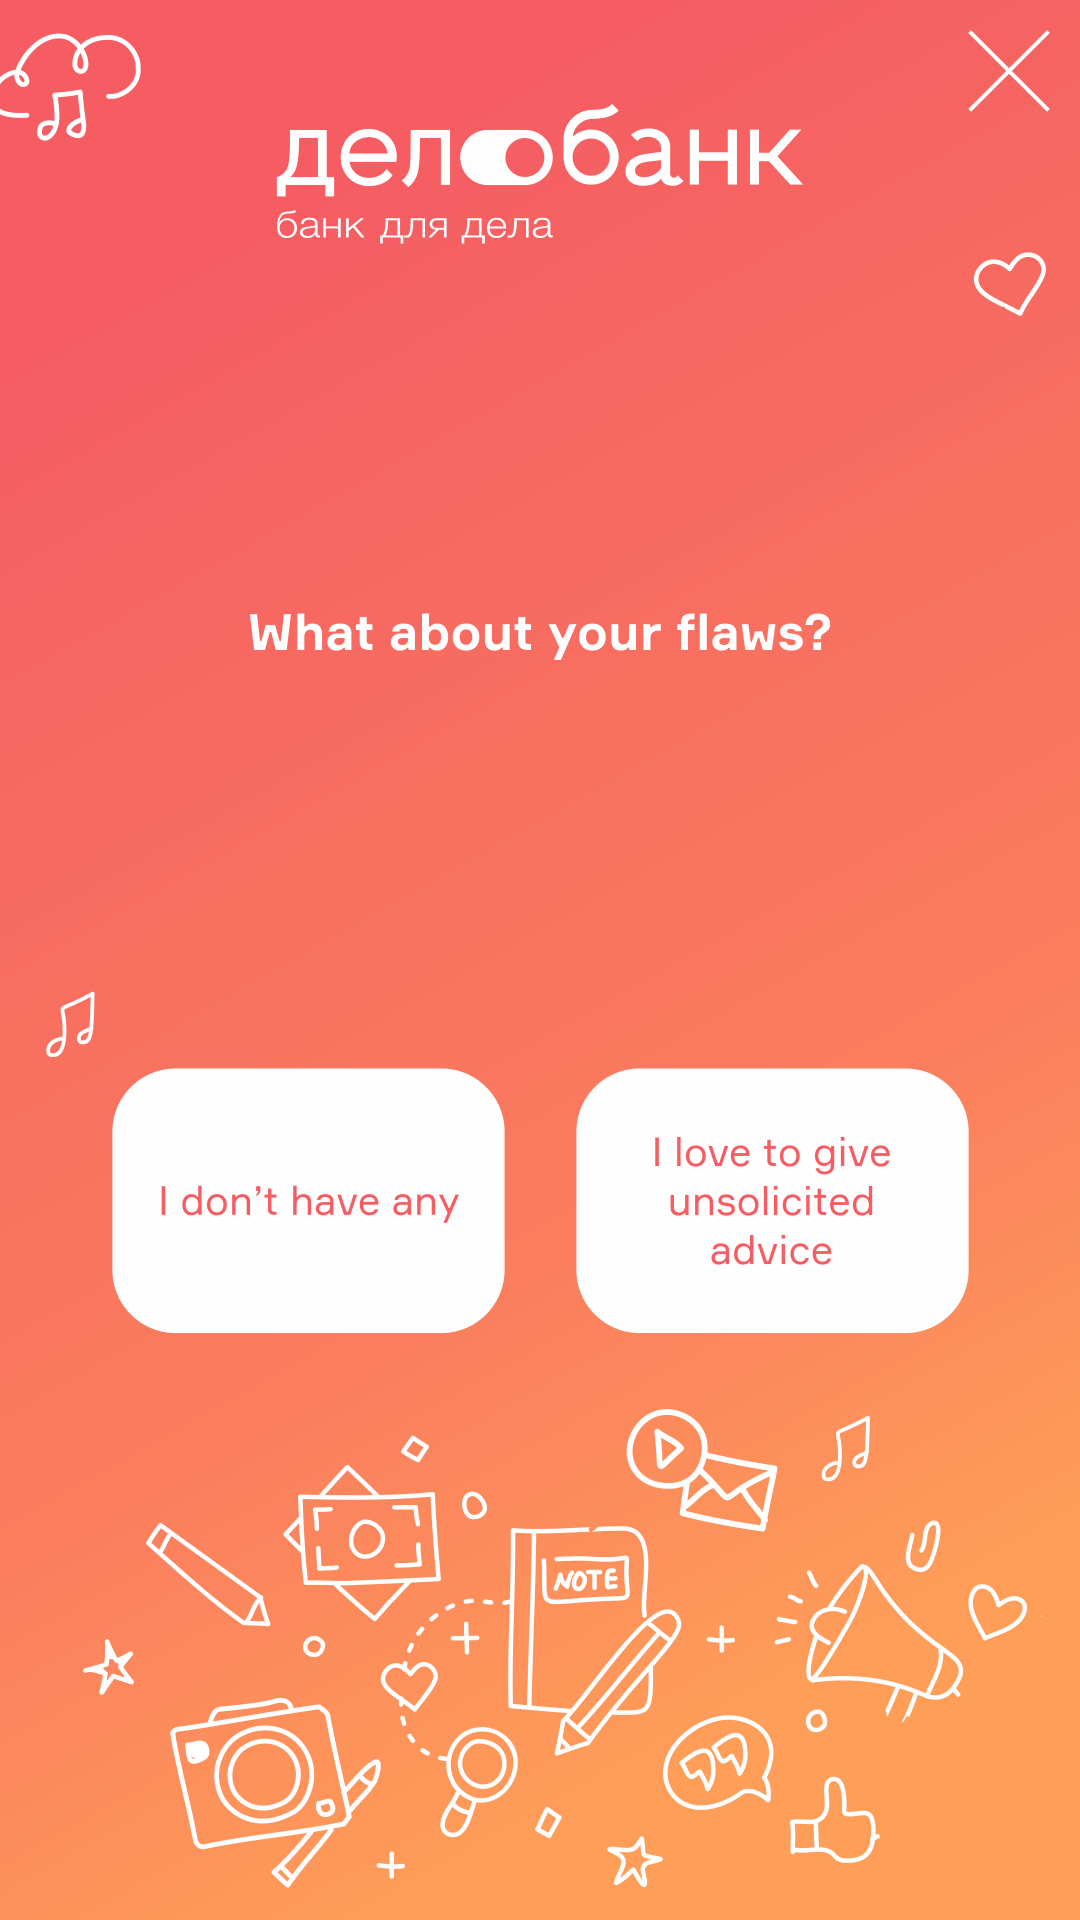 делобанк
банк для дела
What about your flaws?
I don’t have any
I love to give
unsolicited
advice
NOTE